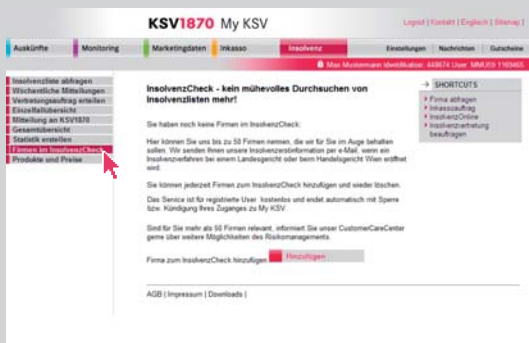 KSV1870 My KSV
Logout | Kontakt | Englisch | Sitemap |
Auskünfte Monitoring Marketingdaten Inkasso Insolvenz Einstellungen Nachrichten Gutscheine
Max Mustermann Identifikation: 449874 User:
Insolvenzliste abfragen
Wöchentliche Mitteilungen
Vertretungsauftrag erteilen
Einzelfallübersicht
Mitteilung an KSV1870
Gesamtübersicht
Statistik erstellen
Firmen im InsolvenzCheck
Produkte und Preise
InsolvenzCheck - kein mühevolles Durchsuchen von
Insolvenzlisten mehr!
Sie haben noch keine Firmen im InsolvenzCheck:
Hier können Sie uns bis zu 50 Firmen nennen, die wir für Sie im Auge behalten
sollen. Wir senden Ihnen unsere Insolvenzerstinformation per e-Mail, wenn ein
Insolvenzverfahren bei einem Landesgericht oder beim Handelsgericht Wien eröffnet
wird.
Sie können jederzeit Firmen zum InsolvenzCheck hinzufügen und wieder löschen.
Das Service ist für registrierte User kostenlos und endet automatisch mit Sperre
bzw. Kündigung Ihres Zuganges zu My KSV.
Sind für Sie mehr als 50 Firmen relevant, informiert Sie unser CustomerCareCenter
gerne über weitere Möglichkeiten des Risikomanagements.
Firma zum InsolvenzCheck hinzufügen Hinzufügen
AGB | Impressum | Downloads |
SHORTCUTS
Firma abfragen
Inkassoauftrag
InsolvenzOnline
Insolvenzvertretung
beauftragen